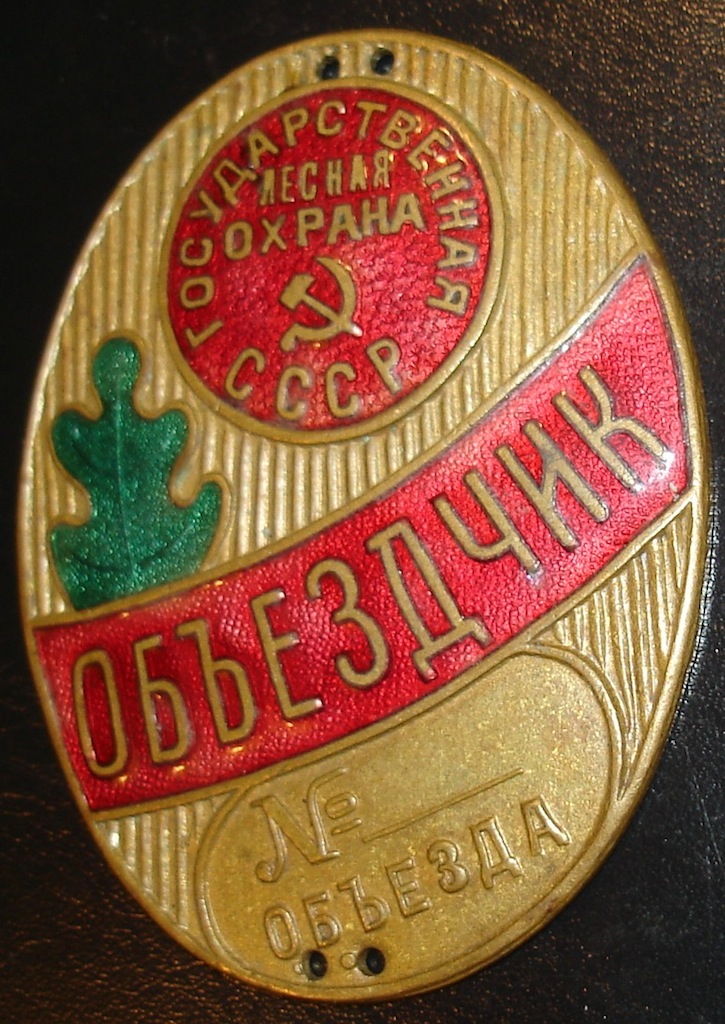 ГОСУДАРСТВЕННАЯ
ЛЕСНАЯ
ОХРАНА
СССР
ОБЪЕЗДЧИК
№
ОБЪЕЗДА